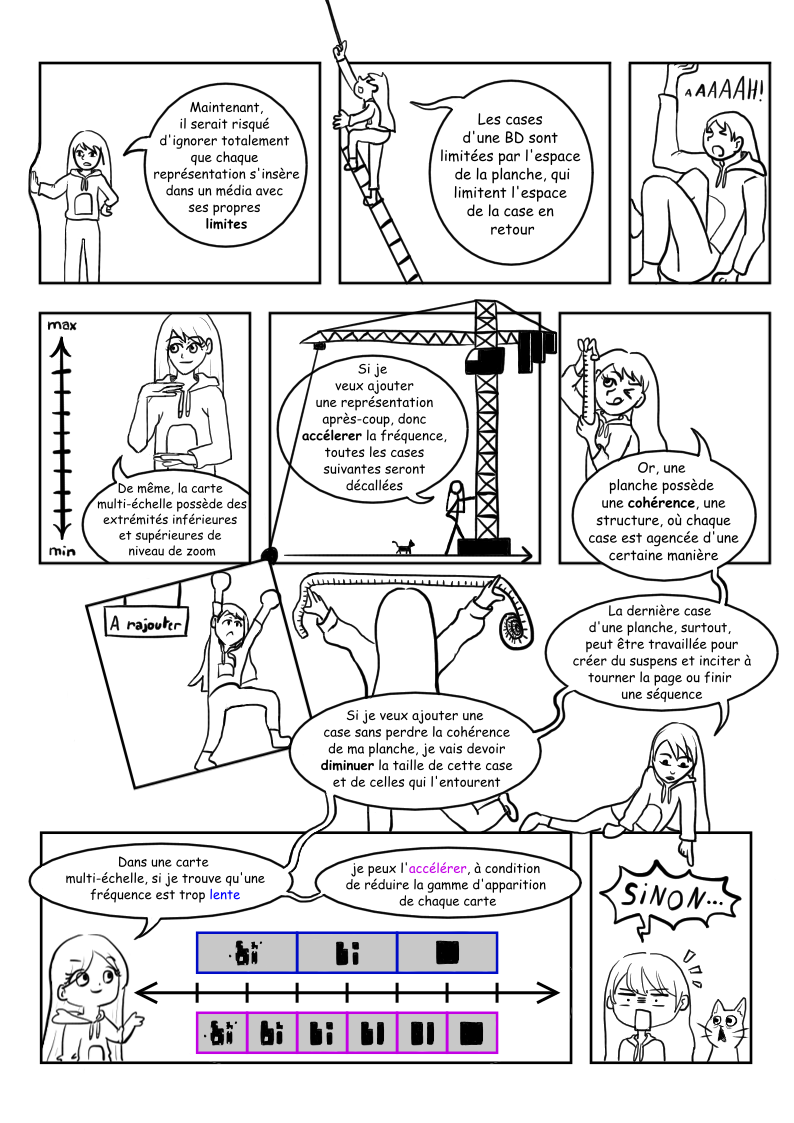 Maintenant,
il serait risqué
d'ignorer totalement
que chaque
représentation s'insère
dans un média avec
ses propres
limites
Les cases
d'une BD sont
limitées par l'espace
de la planche, qui
limitent l'espace
de la case en
retour
AAAAAH!
max
min
De même, la carte
multi-échelle possède des
extrémités inférieures
et supérieures de
niveau de zoom
Si je
veux ajouter
une représentation
après-coup, donc
accélerer la fréquence,
toutes les cases
suivantes seront
décallées
Or, une
planche possède
une cohérence, une
structure, où chaque
case est agencée d'une
certaine manière
La dernière case
d'une planche, surtout,
peut être travaillée pour
créer du suspens et inciter à
tourner la page ou finir
une séquence
A rajouter
Si je veux ajouter une
case sans perdre la cohérence
de ma planche, je vais devoir
diminuer la taille de cette case
et de celles qui l'entourent
Dans une carte
multi-échelle, si je trouve qu'une
fréquence est trop lente
je peux l'accélérer, à condition
de réduire la gamme d'apparition
de chaque carte
SiNON...